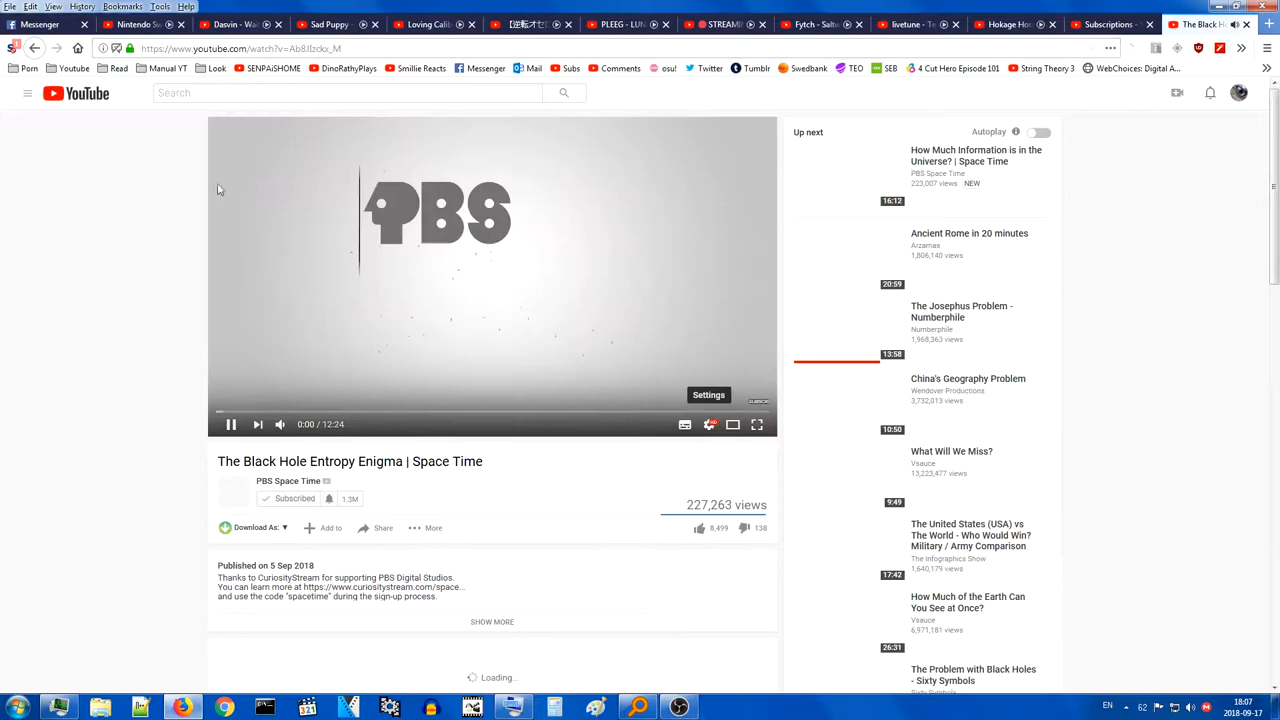 File Edit View History Bookmarks Tools Help
Messenger
Nintendo Sw
Dasvin - Wai
Sad Puppy
Loving Calib
PLEEG - LUN
STREAM
Fytch - Saltw
livetune - Te
Hokage Hou
Subscriptions - Y
The Black H
https://www.youtube.com/watch?v=Ab8JIzckx_M
Porn Youtube Read Manual YT Look SENPAiSHOME DinoRathyPlays Smillie Reacts Messenger Mail Subs Comments osu! Twitter Tumblr Swedbank TEO SEB 4 Cut Hero Episode 101 String Theory 3 WebChoices: Digital A...
YouTube
Search
PBS
Settings
SUBSCRIBE
0:00 / 12:24
HD
The Black Hole Entropy Enigma | Space Time
PBS Space Time
Subscribed 1.3M
227,263 views
Download As: ▼ Add to Share More 8,499 138
Published on 5 Sep 2018
Thanks to CuriosityStream for supporting PBS Digital Studios.
You can learn more at https://www.curiositystream.com/space...
and use the code "spacetime" during the sign-up process.
SHOW MORE
Loading...
Up next
Autoplay
How Much Information is in the
Universe? | Space Time
PBS Space Time
223,007 views NEW
16:12
Ancient Rome in 20 minutes
Arzamas
1,806,140 views
20:59
The Josephus Problem -
Numberphile
Numberphile
1,968,363 views
13:58
China's Geography Problem
Wendover Productions
3,732,013 views
10:50
What Will We Miss?
Vsauce
13,223,477 views
9:49
The United States (USA) vs
The World - Who Would Win?
Military / Army Comparison
The Infographics Show
1,640,179 views
17:42
How Much of the Earth Can
You See at Once?
Vsauce
6,971,181 views
26:31
The Problem with Black Holes
- Sixty Symbols
Sixty Symbols
EN
62
18:07
2018-09-17